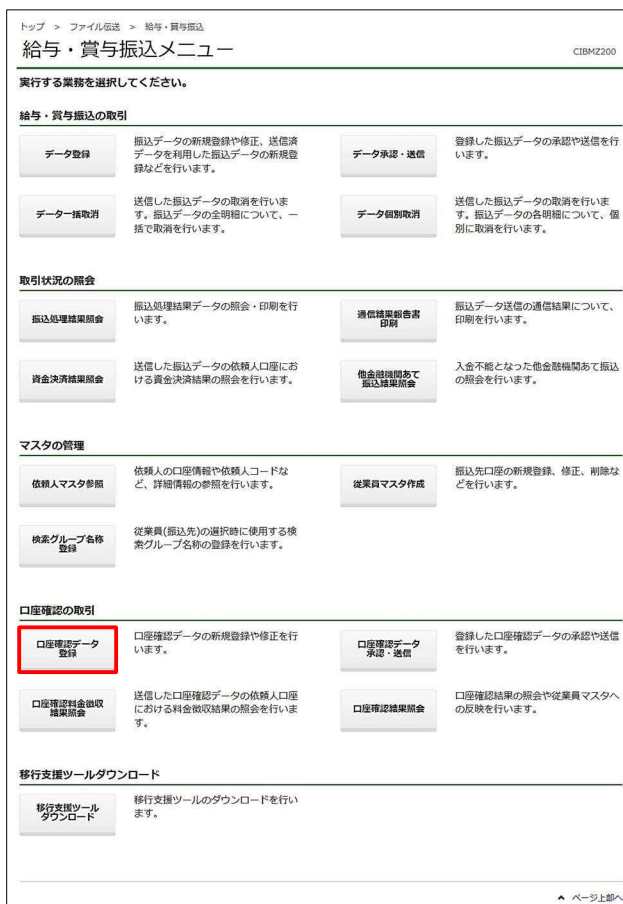 トップ > ファイル伝送 > 給与・賞与振込
給与・賞与振込メニュー
CIBMZ200
実行する業務を選択してください。
給与・賞与振込の取引
データ登録
振込データの新規登録や修正、送信済
データを利用した振込データの新規登
録などを行います。
データ承認・送信
登録した振込データの承認や送信を行
います。
データ一括取消
送信した振込データの取消を行いま
す。振込データの全明細について、一
括で取消を行います。
データ個別取消
送信した振込データの取消を行いま
す。振込データの各明細について、個
別に取消を行います。
取引状況の照会
振込処理結果照会
振込処理結果データの照会・印刷を行
います。
通信結果報告書
印刷
振込データ送信の通信結果について、
印刷を行います。
資金決済結果照会
送信した振込データの依頼人口座にお
ける資金決済結果の照会を行います。
他金融機関あて
振込結果照会
入金不能となった他金融機関あて振込
の照会を行います。
マスタの管理
依頼人マスタ参照
依頼人の口座情報や依頼人コードな
ど、詳細情報の参照を行います。
従業員マスタ作成
振込先口座の新規登録、修正、削除な
どを行います。
検索グループ名称
登録
従業員(振込先)の選択時に使用する検
索グループ名称の登録を行います。
口座確認の取引
口座確認データ
登録
口座確認データの新規登録や修正を行
います。
口座確認データ
承認・送信
登録した口座確認データの承認や送信
を行います。
口座確認料金徴収
結果照会
送信した口座確認データの依頼人口座
における料金徴収結果の照会を行いま
す。
口座確認結果照会
口座確認結果の照会や従業員マスタへ
の反映を行います。
移行支援ツールダウンロード
移行支援ツール
ダウンロード
移行支援ツールのダウンロードを行い
ます。
ページ上部へ